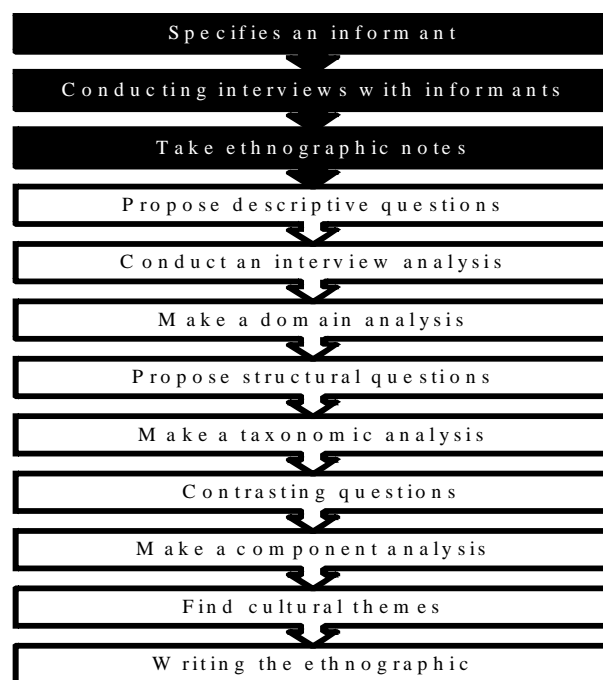 Specifies an informant
Conducting interviews with informants
Take ethnographic notes
Propose descriptive questions
Conduct an interview analysis
Make a domain analysis
Propose structural questions
Make a taxonomic analysis
Contrasting questions
Make a component analysis
Find cultural themes
Writing the ethnographic